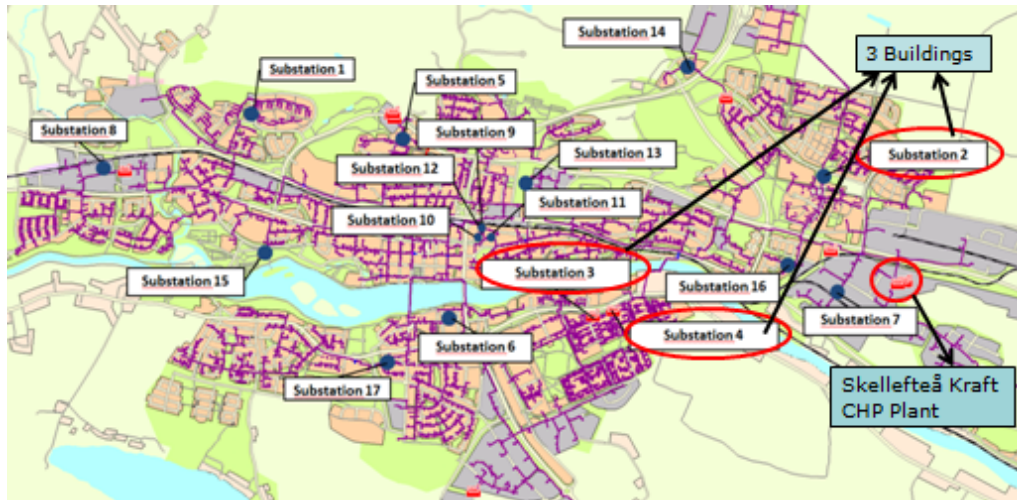 Substation 14
3 Buildings
Substation 1
Substation 5
Substation 8
Substation 9
Substation 2
Substation 12
Substation 13
Substation 10
Substation 11
Substation 3
Substation 15
Substation 16
Substation 4
Substation 7
Substation 6
Substation 17
Skellefteå Kraft
CHP Plant